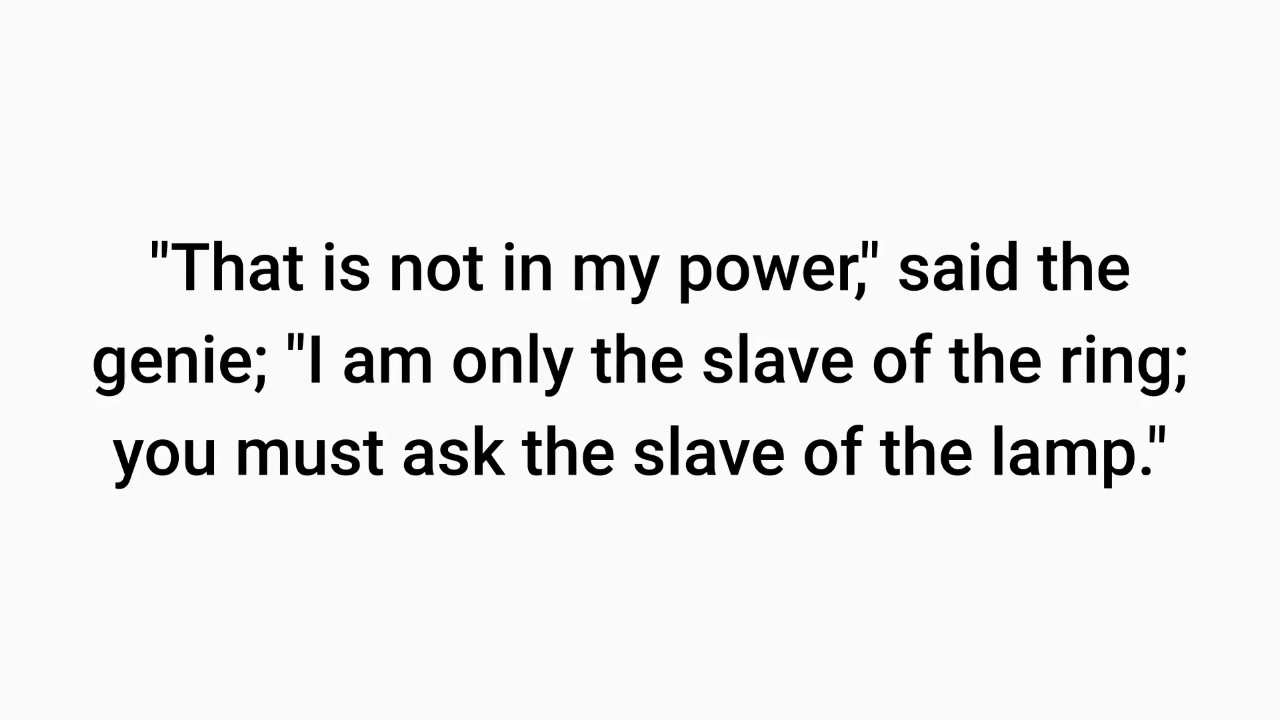 "That is not in my power," said the
genie; "I am only the slave of the ring;
you must ask the slave of the lamp."